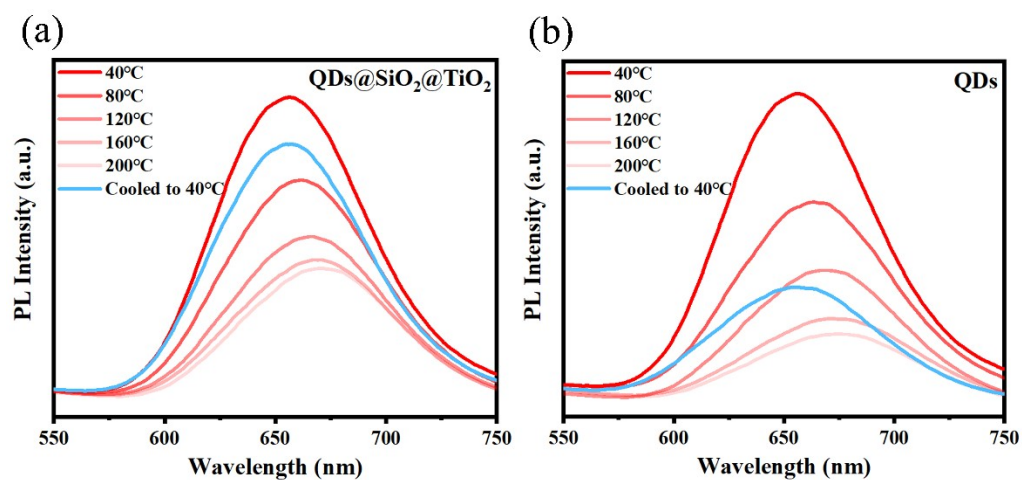 (a)
40°C
80°C
120°C
160°C
200°C
Cooled to 40°C
QDs@SiO₂@TiO₂
PL Intensity (a.u.)
550 600 650 700 750
Wavelength (nm)
(b)
40°C
80°C
120°C
160°C
200°C
Cooled to 40°C
QDs
PL Intensity (a.u.)
550 600 650 700 750
Wavelength (nm)